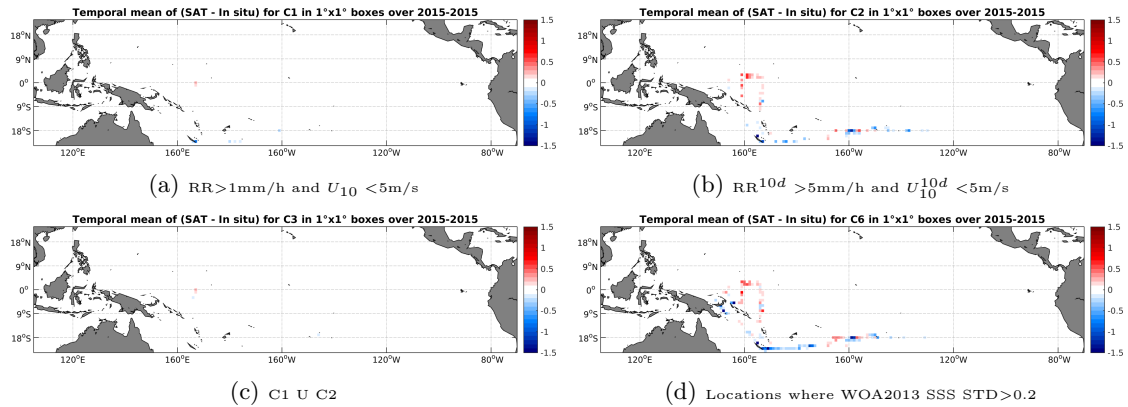 Temporal mean of (SAT - In situ) for C1 in 1°x1° boxes over 2015-2015
18°N
9°N
0°
9°S
18°S
120°E
160°E
160°W
120°W
80°W
1.5
1
0.5
0
-0.5
-1
-1.5
(a) RR>1mm/h and U10 <5m/s
Temporal mean of (SAT - In situ) for C2 in 1°x1° boxes over 2015-2015
18°N
9°N
0°
9°S
18°S
120°E
160°E
160°W
120°W
80°W
1.5
1
0.5
0
-0.5
-1
-1.5
(b) RR^10d >5mm/h and U10^10d <5m/s
Temporal mean of (SAT - In situ) for C3 in 1°x1° boxes over 2015-2015
18°N
9°N
0°
9°S
18°S
120°E
160°E
160°W
120°W
80°W
1.5
1
0.5
0
-0.5
-1
-1.5
(c) C1 U C2
Temporal mean of (SAT - In situ) for C6 in 1°x1° boxes over 2015-2015
18°N
9°N
0°
9°S
18°S
120°E
160°E
160°W
120°W
80°W
1.5
1
0.5
0
-0.5
-1
-1.5
(d) Locations where WOA2013 SSS STD>0.2